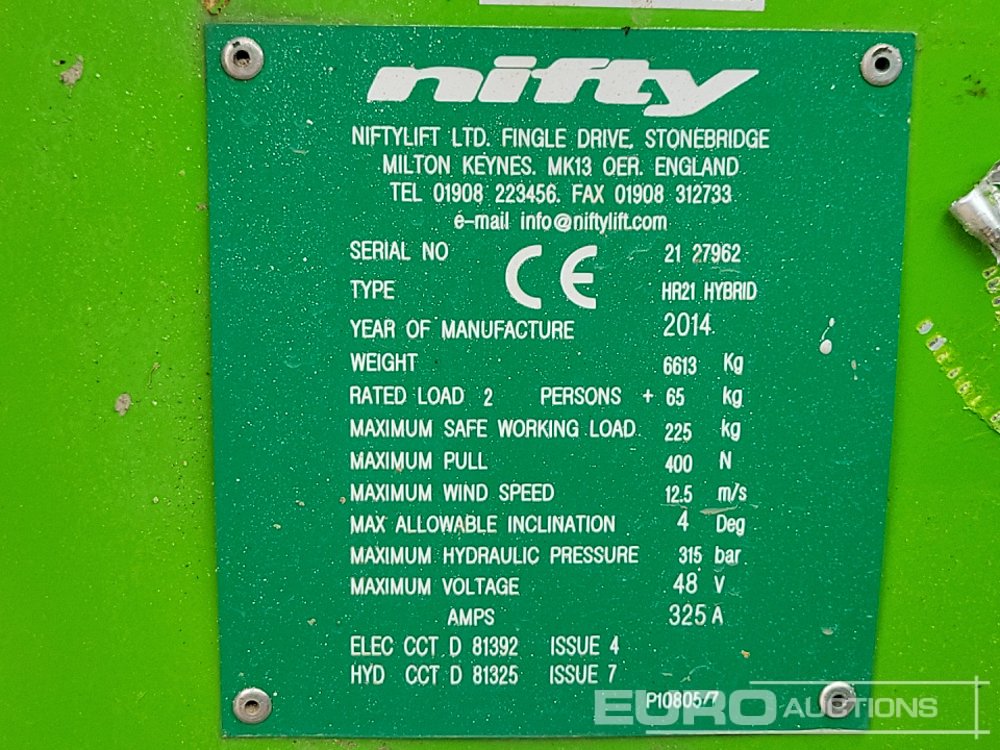 nifty
NIFTYLIFT LTD. FINGLE DRIVE, STONEBRIDGE
MILTON KEYNES. MK13 OER. ENGLAND
TEL 01908 223456. FAX 01908 312733
e-mail info@niftylift.com
SERIAL NO 21 27962
TYPE CE HR21 HYBRID
YEAR OF MANUFACTURE 2014
WEIGHT 6613 Kg
RATED LOAD 2 PERSONS + 65 kg
MAXIMUM SAFE WORKING LOAD 225 kg
MAXIMUM PULL 400 N
MAXIMUM WIND SPEED 12.5 m/s
MAX ALLOWABLE INCLINATION 4 Deg
MAXIMUM HYDRAULIC PRESSURE 315 bar
MAXIMUM VOLTAGE 48 V
AMPS 325 A
ELEC CCT D 81392 ISSUE 4
HYD CCT D 81325 ISSUE 7
P10805/7
EURO AUCTIONS